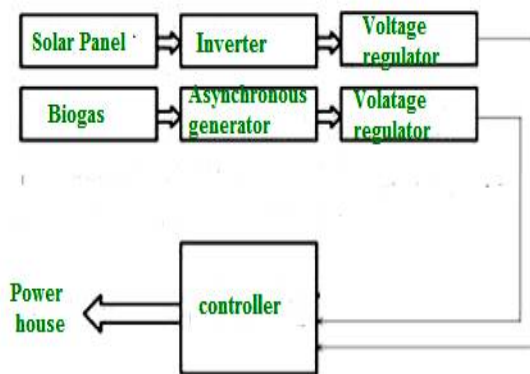 Solar Panel
Inverter
Voltage
regulator
Biogas
Asynchronous
generator
Volatage
regulator
Power
house
controller